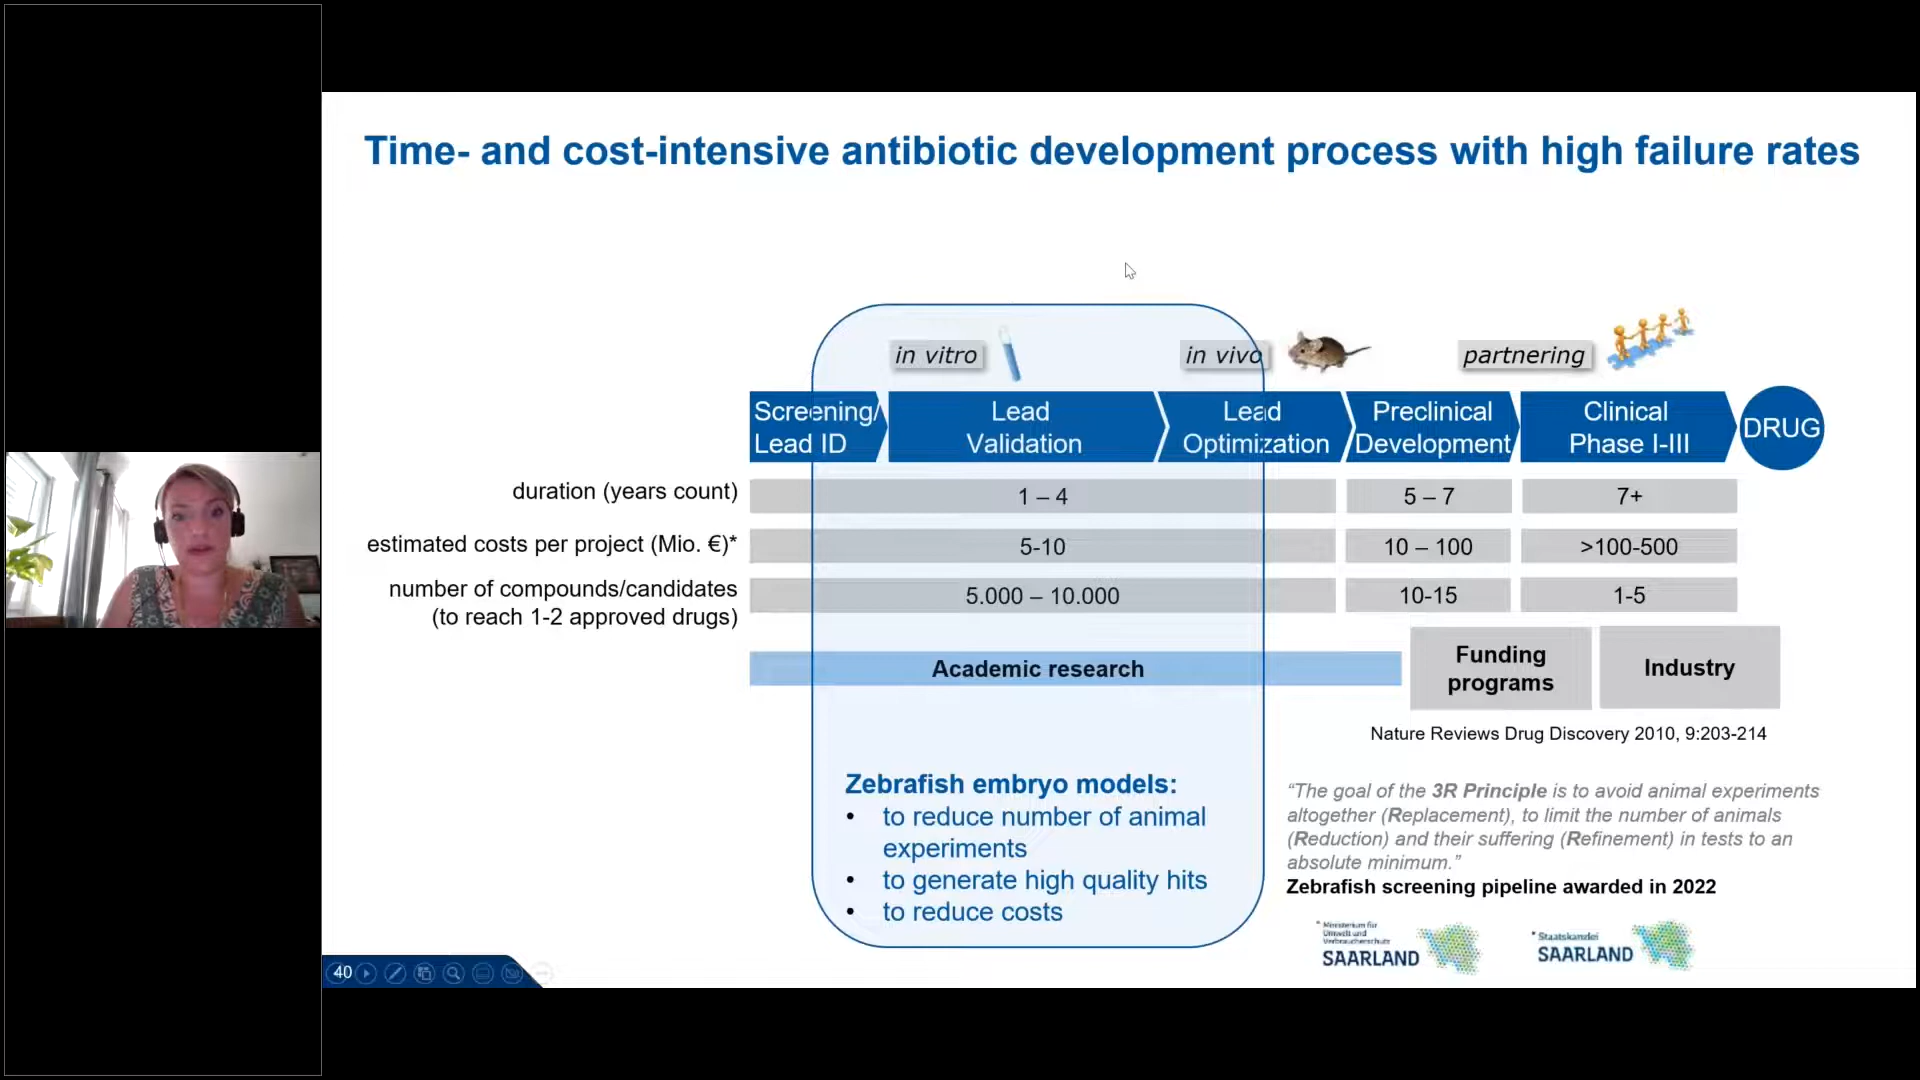 Time- and cost-intensive antibiotic development process with high failure rates
in vitro
in vivo
partnering
Screening/
Lead ID
Lead
Validation
Lead
Optimization
Preclinical
Development
Clinical
Phase I-III
DRUG
duration (years count)
1 – 4
5 – 7
7+
estimated costs per project (Mio. €)*
5-10
10 – 100
>100-500
number of compounds/candidates
(to reach 1-2 approved drugs)
5.000 – 10.000
10-15
1-5
Academic research
Funding
programs
Industry
Nature Reviews Drug Discovery 2010, 9:203-214
Zebrafish embryo models:
• to reduce number of animal
experiments
• to generate high quality hits
• to reduce costs
“The goal of the 3R Principle is to avoid animal experiments
altogether (Replacement), to limit the number of animals
(Reduction) and their suffering (Refinement) in tests to an
absolute minimum.”
Zebrafish screening pipeline awarded in 2022
Ministerium für
Umwelt und
Verbraucherschutz
SAARLAND
Staatskanzlei
SAARLAND
40